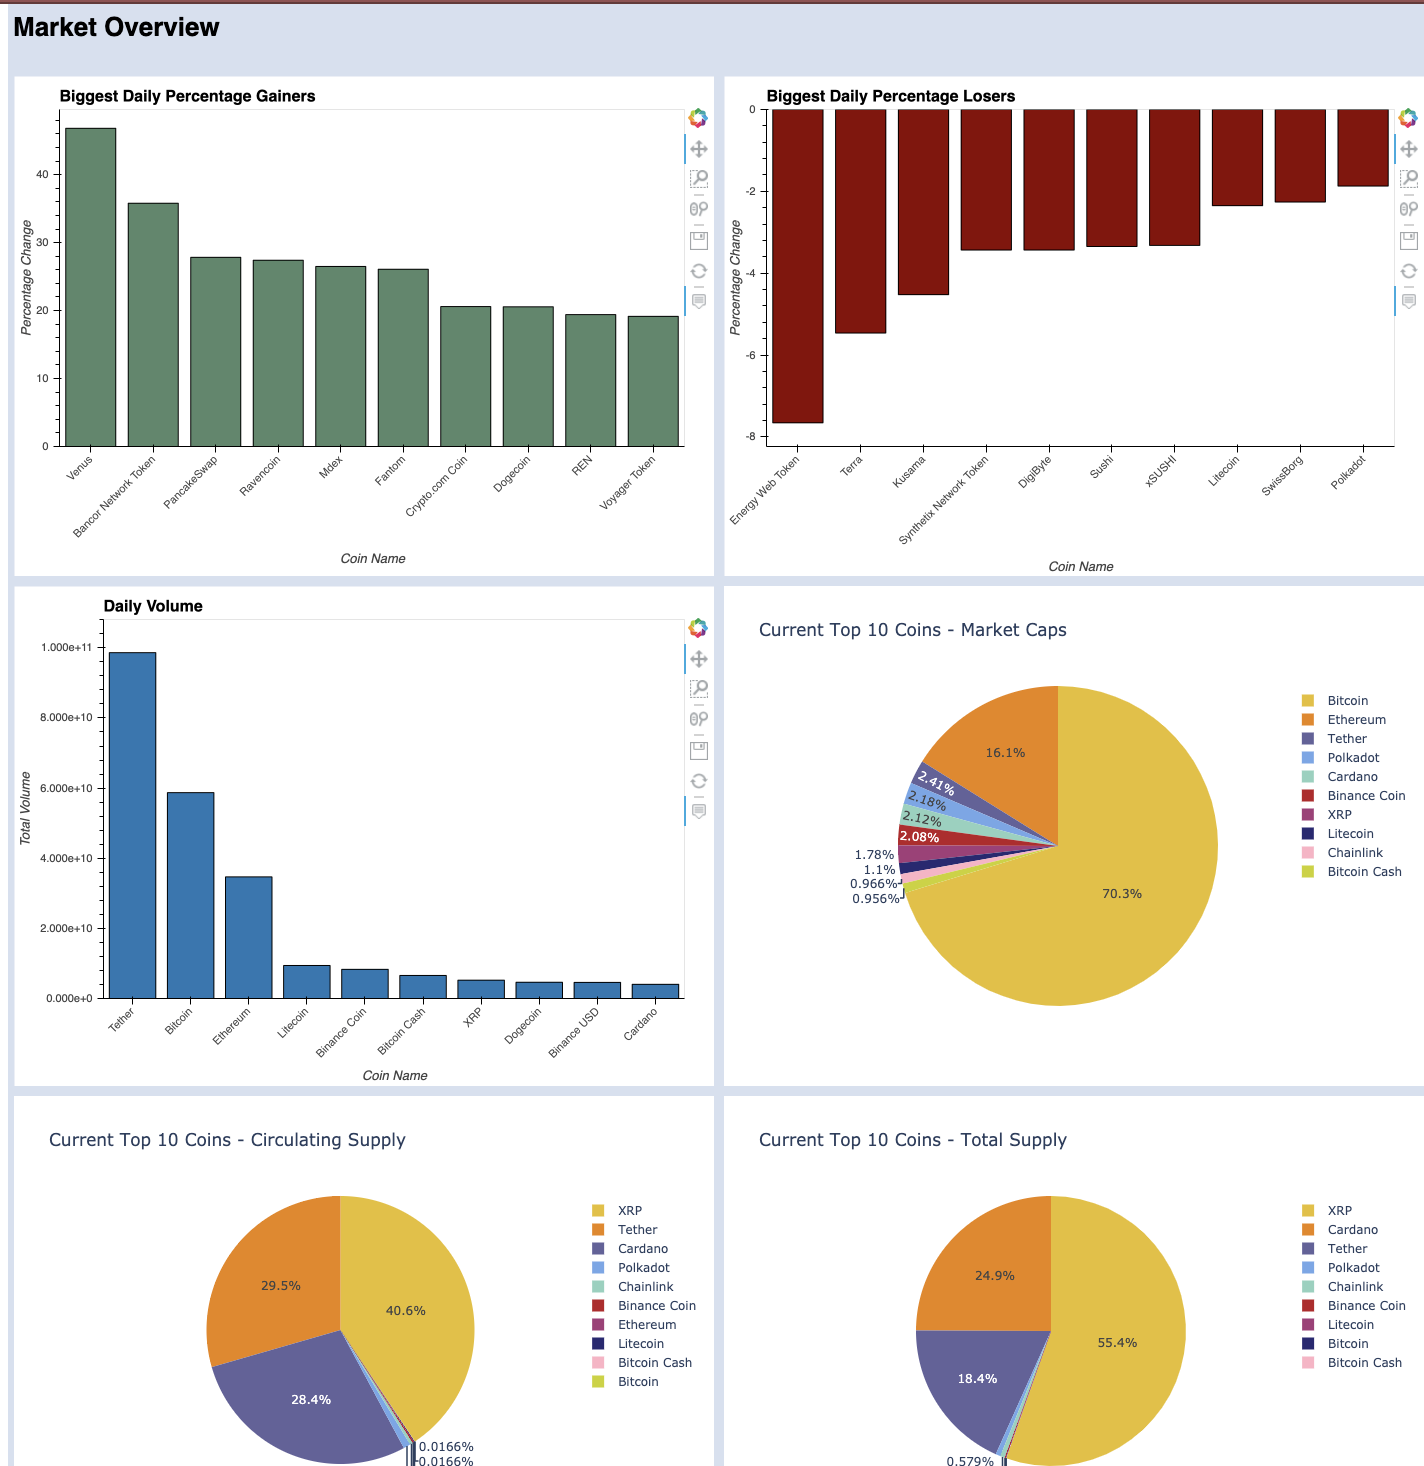 Market Overview
Biggest Daily Percentage Gainers
Percentage Change
40
30
20
10
0
Venus
Bancor Network Token
PancakeSwap
Ravencoin
Mdex
Fantom
Crypto.com Coin
Dogecoin
REN
Voyager Token
Coin Name
Biggest Daily Percentage Losers
Percentage Change
0
-2
-4
-6
-8
Energy Web Token
Terra
Kusama
Synthetix Network Token
DigiByte
Sushi
xSUSHI
Litecoin
SwissBorg
Polkadot
Coin Name
Daily Volume
Total Volume
1.000e+11
8.000e+10
6.000e+10
4.000e+10
2.000e+10
0.000e+0
Tether
Bitcoin
Ethereum
Litecoin
Binance Coin
Bitcoin Cash
XRP
Dogecoin
Binance USD
Cardano
Coin Name
Current Top 10 Coins - Market Caps
16.1%
2.41%
2.18%
2.12%
2.08%
1.78%
1.1%
0.966%
0.956%
70.3%
Bitcoin
Ethereum
Tether
Polkadot
Cardano
Binance Coin
XRP
Litecoin
Chainlink
Bitcoin Cash
Current Top 10 Coins - Circulating Supply
29.5%
40.6%
28.4%
0.0166%
0.0166%
XRP
Tether
Cardano
Polkadot
Chainlink
Binance Coin
Ethereum
Litecoin
Bitcoin Cash
Bitcoin
Current Top 10 Coins - Total Supply
24.9%
55.4%
18.4%
0.579%
XRP
Cardano
Tether
Polkadot
Chainlink
Binance Coin
Litecoin
Bitcoin
Bitcoin Cash